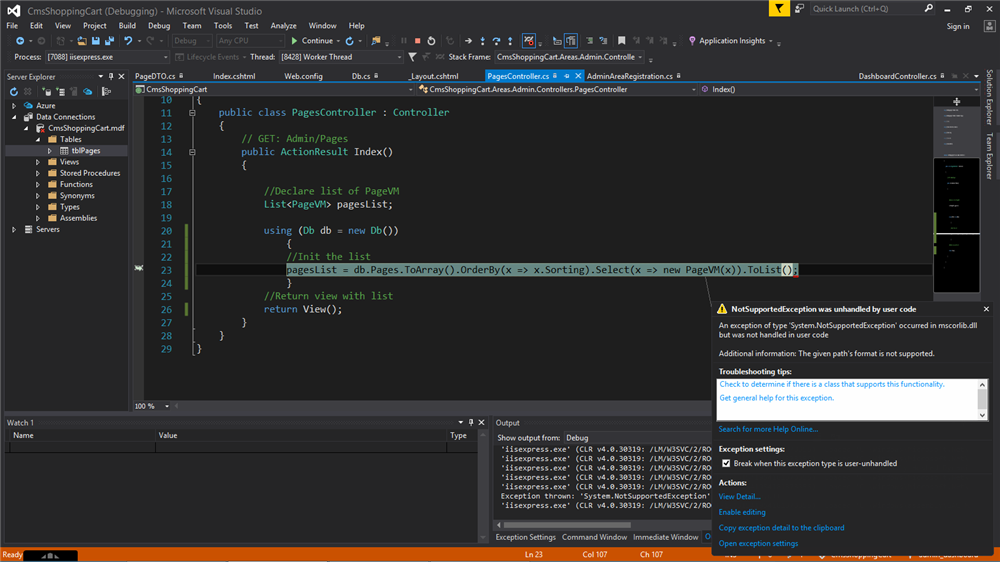 CmsShoppingCart (Debugging) - Microsoft Visual Studio
Quick Launch (Ctrl+Q)
File Edit View Project Build Debug Team Tools Test Analyze Window Help
Sign in
Debug Any CPU Continue Application Insights
Process: [7088] iisexpress.exe Lifecycle Events Thread: [8428] Worker Thread Stack Frame: CmsShoppingCart.Areas.Admin.Controlle
Server Explorer
PageDTO.cs Index.cshtml Web.config Db.cs _Layout.cshtml PagesController.cs AdminAreaRegistration.cs DashboardController.cs
CmsShoppingCart CmsShoppingCart.Areas.Admin.Controllers.PagesController Index()
Azure
Data Connections
CmsShoppingCart.mdf
Tables
tblPages
Views
Stored Procedures
Functions
Synonyms
Types
Assemblies
Servers
10 {
11 public class PagesController : Controller
12 {
13 // GET: Admin/Pages
14 public ActionResult Index()
15 {
16
17 //Declare list of PageVM
18 List<PageVM> pagesList;
19
20 using (Db db = new Db())
21 {
22 //Init the list
23 pagesList = db.Pages.ToArray().OrderBy(x => x.Sorting).Select(x => new PageVM(x)).ToList();
24 }
25 //Return view with list
26 return View();
27 }
28 }
29 }
100 %
Solution Explorer
Team Explorer
NotSupportedException was unhandled by user code
An exception of type 'System.NotSupportedException' occurred in mscorlib.dll
but was not handled in user code
Additional information: The given path's format is not supported.
Troubleshooting tips:
Check to determine if there is a class that supports this functionality.
Get general help for this exception.
Search for more Help Online...
Exception settings:
Break when this exception type is user-unhandled
Actions:
View Detail...
Enable editing
Copy exception detail to the clipboard
Open exception settings
Watch 1
Name Value Type
Output
Show output from: Debug
'iisexpress.exe' (CLR v4.0.30319: /LM/W3SVC/2/RO
'iisexpress.exe' (CLR v4.0.30319: /LM/W3SVC/2/RO
'iisexpress.exe' (CLR v4.0.30319: /LM/W3SVC/2/RO
'iisexpress.exe' (CLR v4.0.30319: /LM/W3SVC/2/RO
Exception thrown: 'System.NotSupportedException'
'iisexpress.exe' (CLR v4.0.30319: /LM/W3SVC/2/RO
Exception Settings Command Window Immediate Window O
Ready Ln 23 Col 107 Ch 107